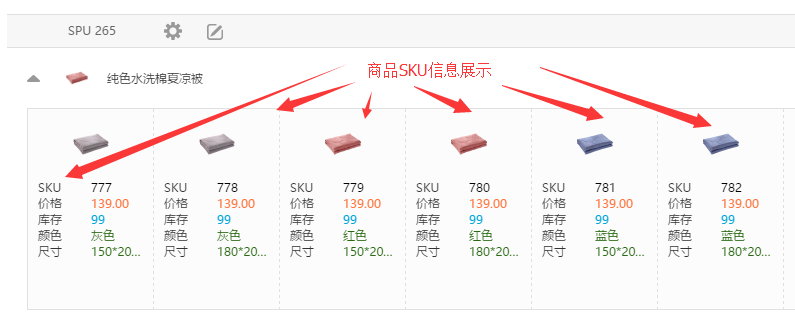 SPU 265
商品SKU信息展示
纯色水洗棉夏凉被
SKU 777 SKU 778 SKU 779 SKU 780 SKU 781 SKU 782
价格 139.00 价格 139.00 价格 139.00 价格 139.00 价格 139.00 价格 139.00
库存 99 库存 99 库存 99 库存 99 库存 99 库存 99
颜色 灰色 颜色 灰色 颜色 红色 颜色 红色 颜色 蓝色 颜色 蓝色
尺寸 150*20... 尺寸 180*20... 尺寸 150*20... 尺寸 180*20... 尺寸 150*20... 尺寸 180*20...